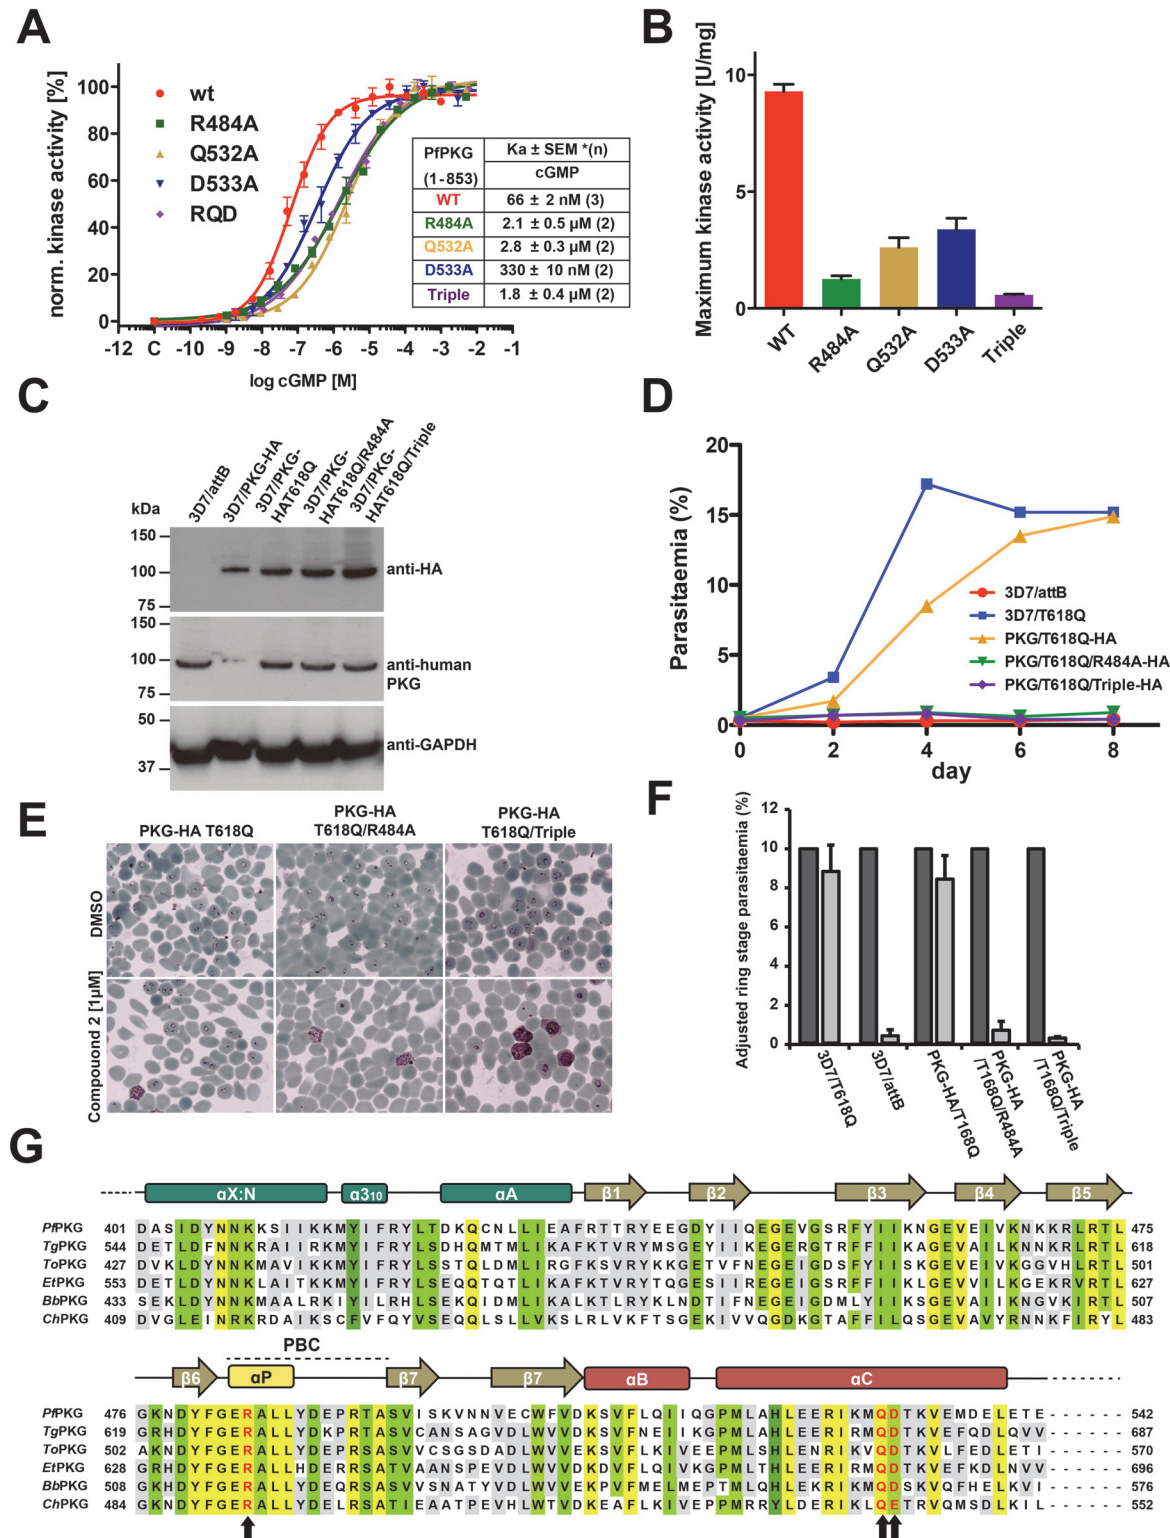 A
norm. kinase activity [%]
100
80
60
40
20
0
wt
R484A
Q532A
D533A
RQD
-12 C -10 -9 -8 -7 -6 -5 -4 -3 -2 -1
log cGMP [M]
PfPKG (1-853) Ka ± SEM *(n)
cGMP
WT 66 ± 2 nM (3)
R484A 2.1 ± 0.5 µM (2)
Q532A 2.8 ± 0.3 µM (2)
D533A 330 ± 10 nM (2)
Triple 1.8 ± 0.4 µM (2)
B
Maximum kinase activity [U/mg]
10
5
0
WT
R484A
Q532A
D533A
Triple
C
3D7/attB
3D7/PKG-HA
3D7/PKG-HAT618Q
3D7/PKG-HAT618Q/R484A
3D7/PKG-HAT618Q/Triple
kDa
150
100
75
anti-HA
150
100
75
anti-human PKG
50
37
anti-GAPDH
D
Parasitaemia (%)
20
15
10
5
0
0 2 4 6 8
day
3D7/attB
3D7/T618Q
PKG/T618Q-HA
PKG/T618Q/R484A-HA
PKG/T618Q/Triple-HA
E
PKG-HA T618Q
PKG-HA T618Q/R484A
PKG-HA T618Q/Triple
DMSO
Compound 2 [1µM]
F
Adjusted ring stage parasitaemia (%)
12
10
8
6
4
2
0
3D7/T618Q
3D7/attB
PKG-HA/T168Q
PKG-HA /T168Q/R484A
PKG-HA /T168Q/Triple
G
αX:N α3₁₀ αA β1 β2 β3 β4 β5
PfPKG 401 DASIDYNNKKSIIKKMYIFRYLTDKQCNLLIEAFRTTRYEEGDYIIQEGEVGSRFYIIKNGEVEIVKNKKRLRTL 475
TgPKG 544 DETLDFNNKRAIIRKMYIFRYLSDHQMTMLIKAFKTVRYMSGEYIIKEGERGTRFFIIKAGEVAILKNNKRLRTL 618
ToPKG 427 DVKLDYNNKMAVIKKMYIFRYLSSTQLDMLIRGFKSVRYKKGETVFNEGEIGDSFFIIKSGEVEIVKGGVHLRTL 501
EtPKG 553 DETLDYNNKLAITKKMYIFRYLSEQQTQTLIKAFKTVRYTQGESIIREGEIGSRFFIIKLGEVVILKGEKRVRTL 627
BbPKG 433 SEKLDYNNKMAALRKIYILRHLSEKQIDMLIKALKTLRYKLNDTIFNEGEIGDMLYIIKSGEVAIIKNGVKIRTL 507
ChPKG 409 DVGLEINRKRDAIKSCFVFQYVSEQQLSLLVKSLRLVKFTSGEKIVVQGDKGTAFFILQSGEVAVYRNNKFIRYL 483
PBC
β6 αP β7 β7 αB αC
PfPKG 476 GKNDYFGERALLYDEPRTASVISKVNNVECWFVDKSVFLQIIQGPMLAHLEERIKMQDTKVEMDELETE------ 542
TgPKG 619 GRHDYFGERALLYDKPRTASVCANSAGVDLWVVDKSVFNEIIKGPMLAHLEERIRMQDTKVEFQDLQVV------ 687
ToPKG 502 AKNDYFGERALLYDEPRSASVVCSGSDADLWVVEKSVFLKIVEEPMLSHLENRIKVQDTKVLFEDLETI------ 570
EtPKG 628 GRHDYFGERALLHDERRSATVAANSPEVDLWVVDKDVFLQIVKGPMLTHLEERIRMQDTKVEFKDLNVV------ 696
BbPKG 508 GKHDYFGERALLYDEPRSASVVSNATYVDLWVVEKPVFMELMEPTMLQHLEERIKMQDSKVQFHELKVL------ 576
ChPKG 484 GKNDYFGERALLYDELRSATIEAATPEVHLWTVDKEAFLKIVEPPMRRYLDERIKLQETRVQMSDLKIL------ 552